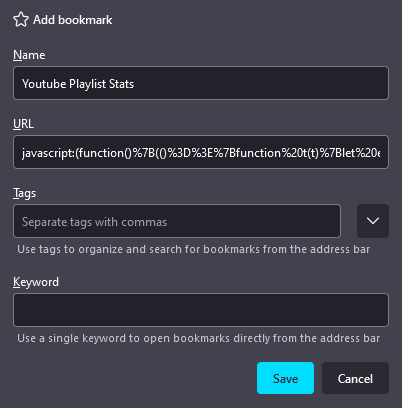 Add bookmark
Name
Youtube Playlist Stats
URL
javascript:(function()%7B(()%3D%3E%7Bfunction%20t(t)%7Blet%20e
Tags
Separate tags with commas
Use tags to organize and search for bookmarks from the address bar
Keyword
Use a single keyword to open bookmarks directly from the address bar
Save Cancel